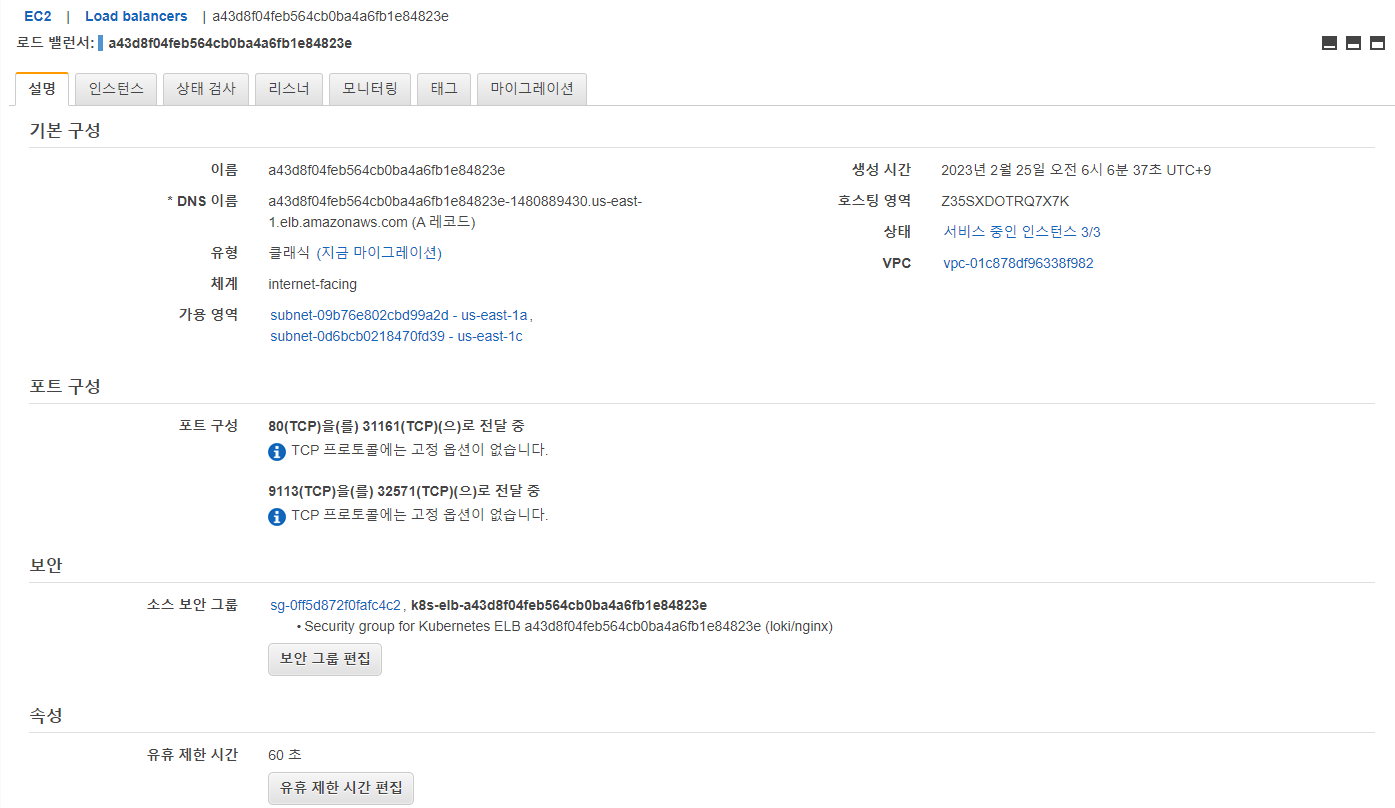 EC2 | Load balancers | a43d8f04feb564cb0ba4a6fb1e84823e
로드 밸런서: a43d8f04feb564cb0ba4a6fb1e84823e
설명 인스턴스 상태 검사 리스너 모니터링 태그 마이그레이션
기본 구성
이름 a43d8f04feb564cb0ba4a6fb1e84823e
* DNS 이름 a43d8f04feb564cb0ba4a6fb1e84823e-1480889430.us-east-
1.elb.amazonaws.com (A 레코드)
유형 클래식 (지금 마이그레이션)
체계 internet-facing
가용 영역 subnet-09b76e802cbd99a2d - us-east-1a,
subnet-0d6bcb0218470fd39 - us-east-1c
생성 시간 2023년 2월 25일 오전 6시 6분 37초 UTC+9
호스팅 영역 Z35SXDOTRQ7X7K
상태 서비스 중인 인스턴스 3/3
VPC vpc-01c878df96338f982
포트 구성
포트 구성 80(TCP)을(를) 31161(TCP)(으)로 전달 중
TCP 프로토콜에는 고정 옵션이 없습니다.
9113(TCP)을(를) 32571(TCP)(으)로 전달 중
TCP 프로토콜에는 고정 옵션이 없습니다.
보안
소스 보안 그룹 sg-0ff5d872f0fafc4c2, k8s-elb-a43d8f04feb564cb0ba4a6fb1e84823e
• Security group for Kubernetes ELB a43d8f04feb564cb0ba4a6fb1e84823e (loki/nginx)
보안 그룹 편집
속성
유휴 제한 시간 60 초
유휴 제한 시간 편집